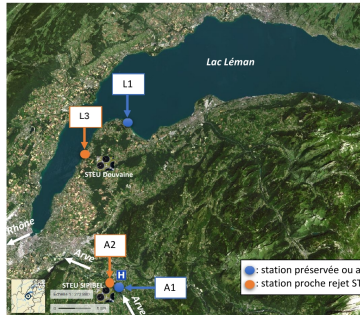 Lac Léman
L1
L3
STEU Douvaine
Rhône
Arve
A2
STEU SIPIBEL
H
A1
Arve
: station préservée ou a
: station proche rejet ST